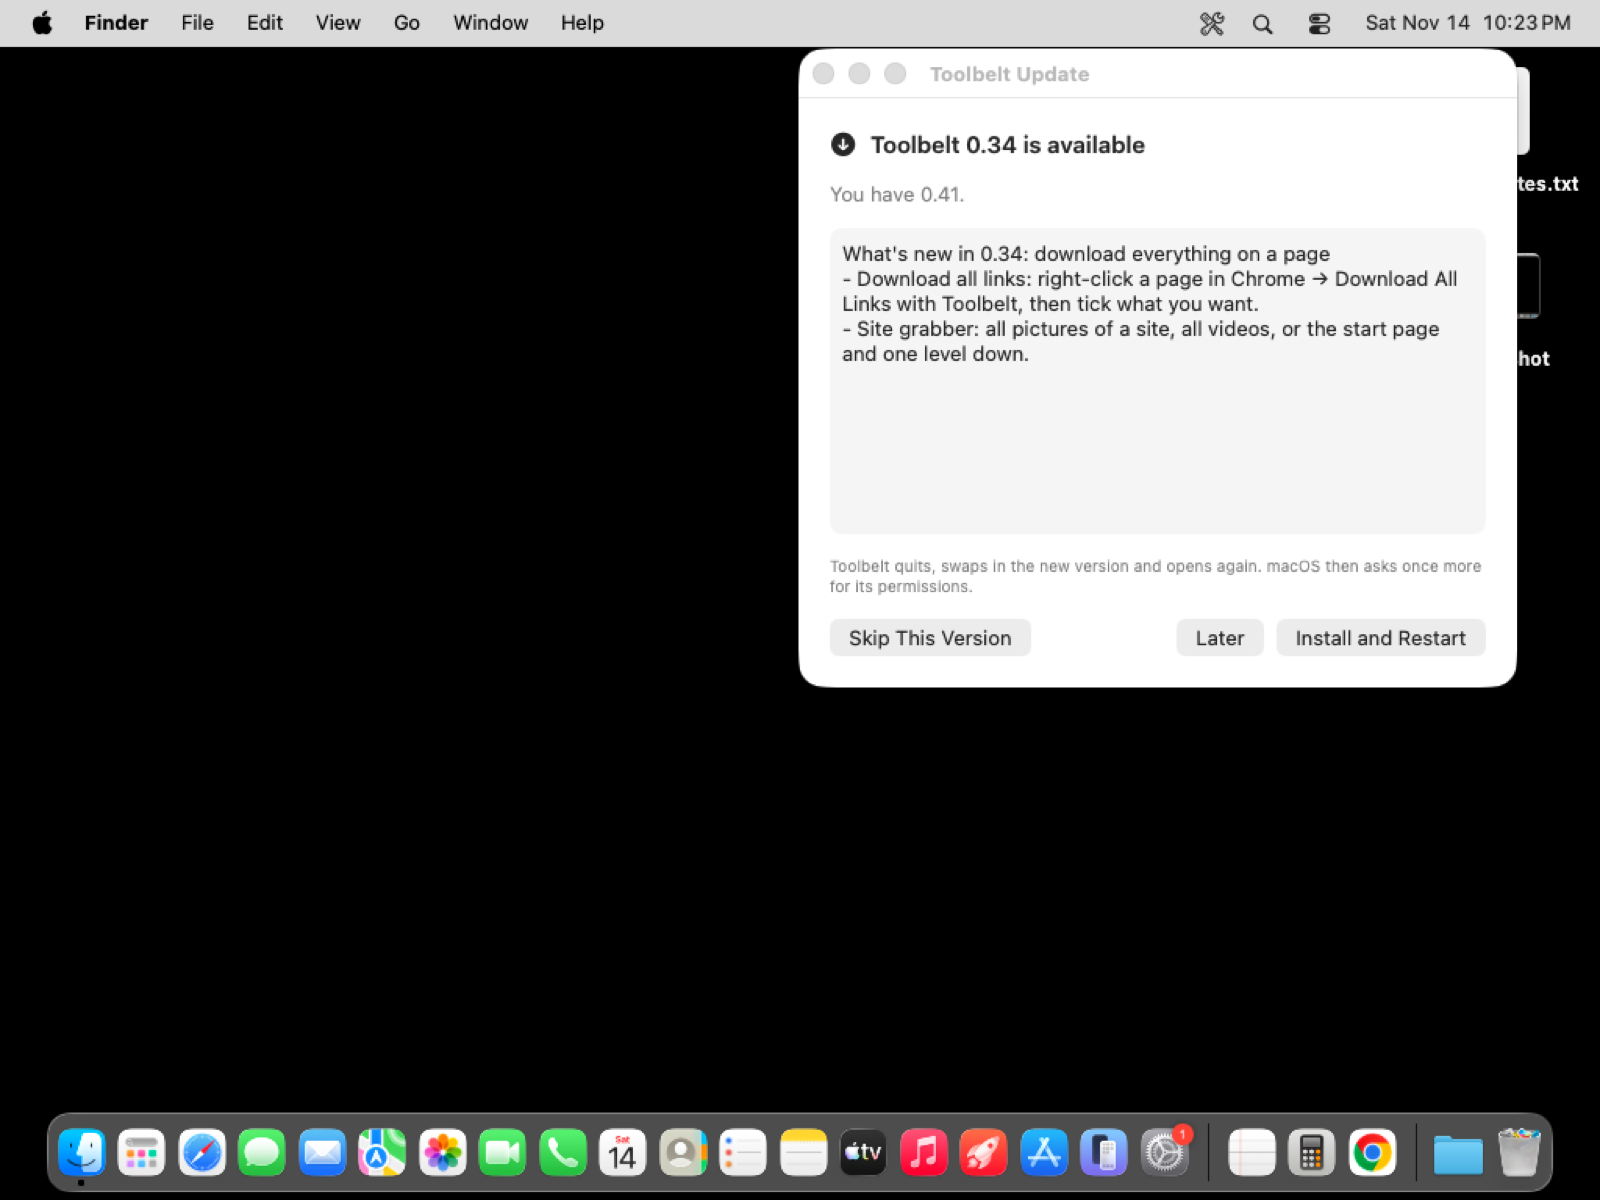 Finder File Edit View Go Window Help Sat Nov 14 10:23 PM
Toolbelt Update
Toolbelt 0.34 is available
You have 0.41.
What's new in 0.34: download everything on a page
- Download all links: right-click a page in Chrome → Download All
Links with Toolbelt, then tick what you want.
- Site grabber: all pictures of a site, all videos, or the start page
and one level down.
Toolbelt quits, swaps in the new version and opens again. macOS then asks once more
for its permissions.
Skip This Version Later Install and Restart
tes.txt
hot
Sat
14
tv
1